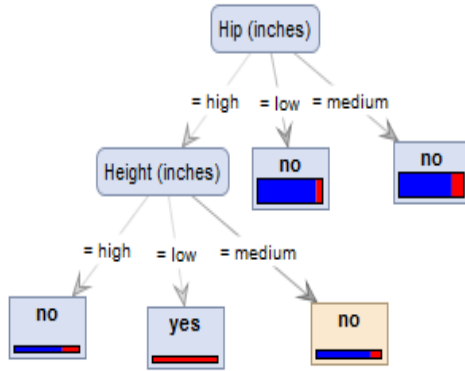 Hip (inches)
= high
= low
= medium
Height (inches)
no
no
= high
= low
= medium
no
yes
no